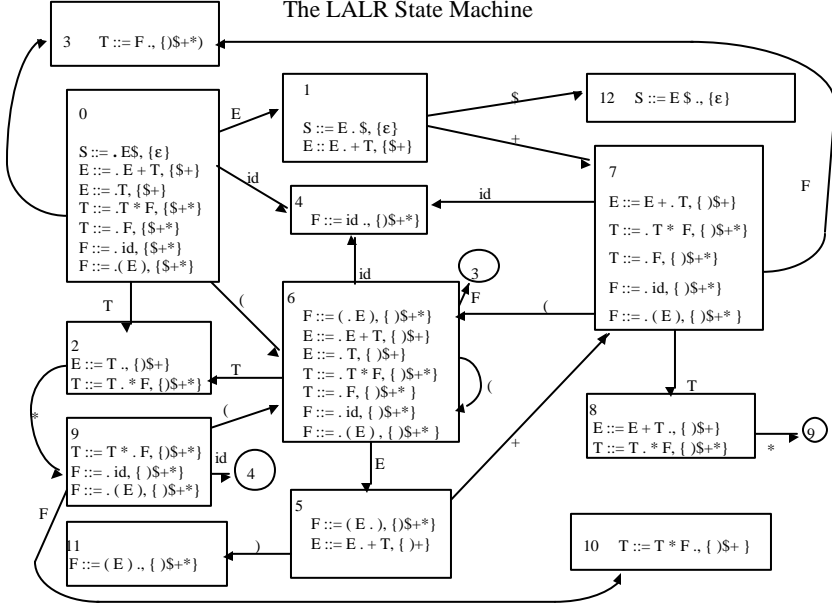 The LALR State Machine
3 T ::= F ., {)$+*)
0
S ::= . E$, {ε}
E ::= . E + T, {$+}
E ::= .T, {$+}
T ::= .T * F, {$+*}
T ::= . F, {$+*}
F ::= . id, {$+*}
F ::= .( E ), {$+*}
E
id
T
(
1
S ::= E . $, {ε}
E :: E . + T, {$+}
$
+
12 S ::= E $ ., {ε}
4
F ::= id ., {)$+*}
id
id
7
E ::= E + . T, { )$+}
T ::= . T * F, { )$+*}
T ::= . F, { )$+*}
F ::= . id, { )$+*}
F ::= . ( E ), { )$+* }
F
(
T
3
F
6
F ::= ( . E ), { )$+*}
E ::= . E + T, { )$+}
E ::= . T, { )$+}
T ::= . T * F, { )$+*}
T ::= . F, { )$+* }
F ::= . id, { )$+*}
F ::= . ( E ) , { )$+* }
(
T
E
2
E ::= T ., {)$+}
T ::= T . * F, {)$+*}
*
9
T ::= T * . F, {)$+*}
F ::= . id, { )$+*}
F ::= . ( E ), { )$+*}
(
id
4
F
8
E ::= E + T ., { )$+}
T ::= T . * F, { )$+*}
*
9
+
5
F ::= ( E . ), {)$+*}
E ::= E . + T, { )+}
)
11
F ::= ( E ) ., { )$+*}
10 T ::= T * F ., { )$+ }